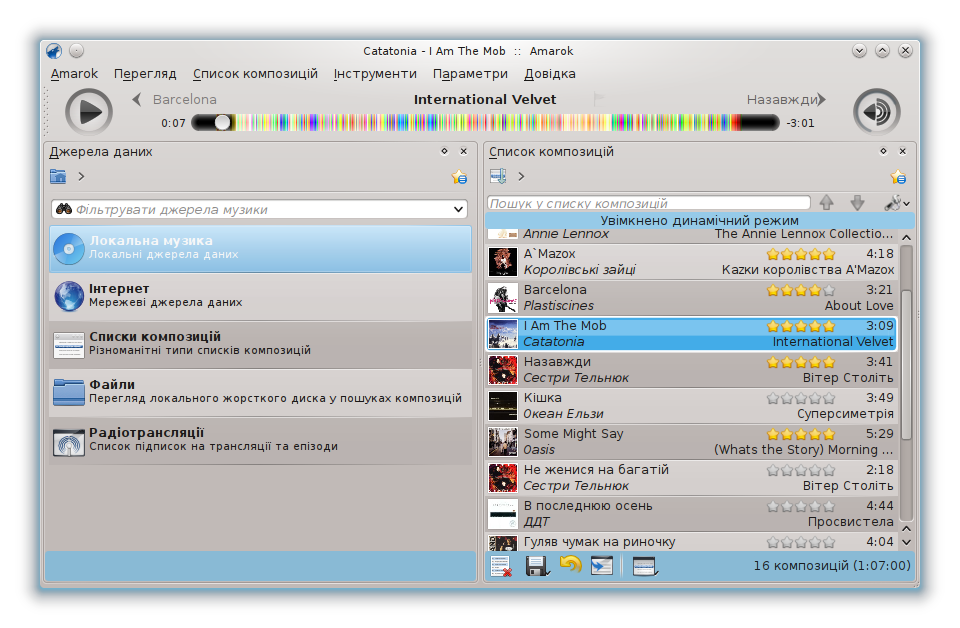 Catatonia - I Am The Mob :: Amarok
Amarok Перегляд Список композицій Інструменти Параметри Довідка
Barcelona International Velvet Назавжди
0:07 -3:01
Джерела даних
Фільтрувати джерела музики
Локальна музика
Локальні джерела даних
Інтернет
Мережеві джерела даних
Списки композицій
Різноманітні типи списків композицій
Файли
Перегляд локального жорсткого диска у пошуках композицій
Радіотрансляції
Список підписок на трансляції та епізоди
Список композицій
Пошук у списку композицій
Увімкнено динамічний режим
Annie Lennox The Annie Lennox Collectio...
A`Mazox 4:18
Королівські зайці Казки королівства A'Mazox
Barcelona 3:21
Plastiscines About Love
I Am The Mob 3:09
Catatonia International Velvet
Назавжди 3:41
Сестри Тельнюк Вітер Століть
Кішка 3:49
Океан Ельзи Суперсиметрія
Some Might Say 5:29
Oasis (Whats the Story) Morning ...
Не женися на багатій 2:18
Сестри Тельнюк Вітер Століть
В последнюю осень 4:44
ДДТ Просвистела
Гуляв чумак на риночку 4:04
16 композицій (1:07:00)